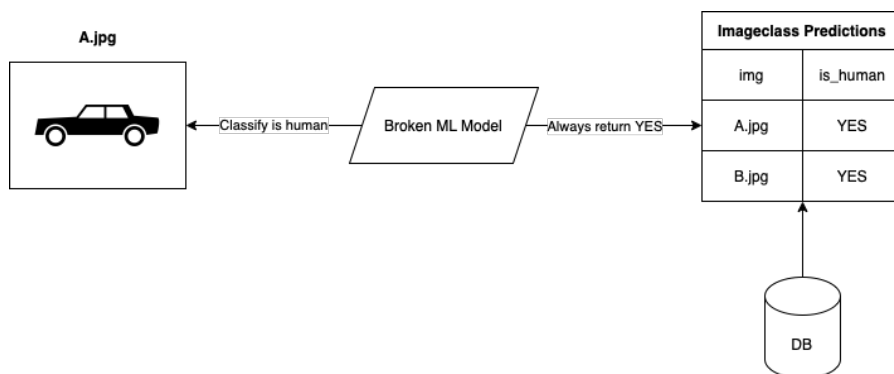 A.jpg
Classify is human
Broken ML Model
Always return YES
Imageclass Predictions
img is_human
A.jpg YES
B.jpg YES
DB